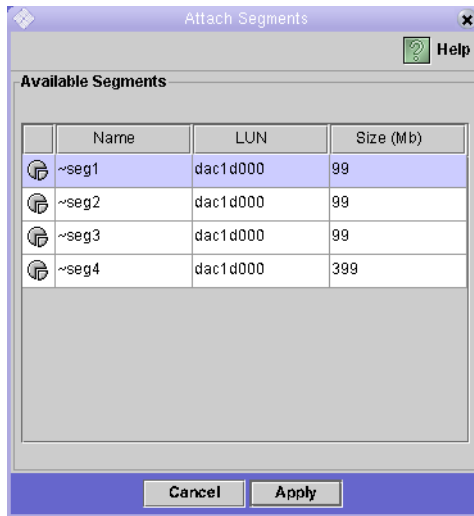 Attach Segments
Help
Available Segments
Name LUN Size (Mb)
~seg1 dac1d000 99
~seg2 dac1d000 99
~seg3 dac1d000 99
~seg4 dac1d000 399
Cancel Apply